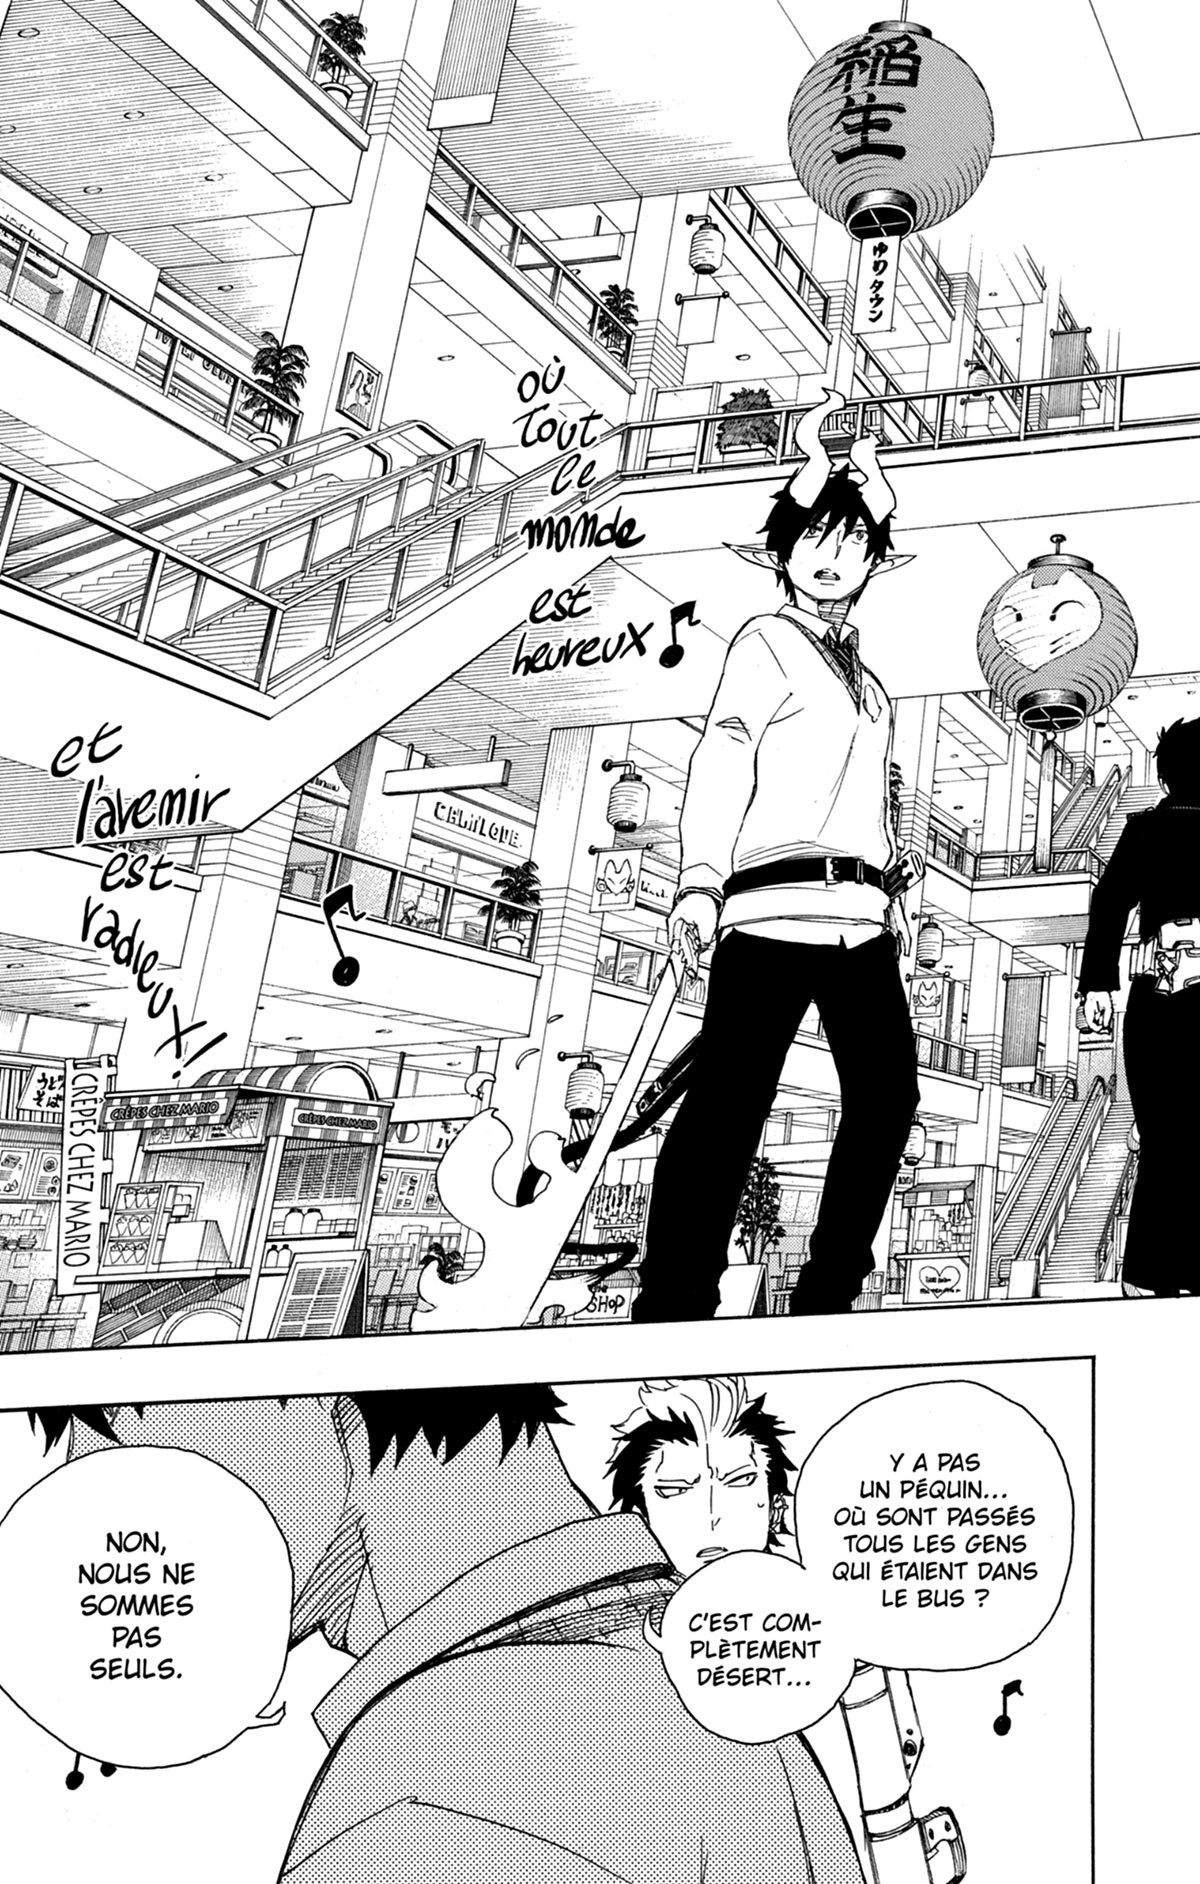 稲生
ゆりタウン
où
Tout
le
monde
est
heureux
et
l'avenir
est
radieux!
CRÊPES CHEZ MARIO
CRÊPES CHEZ MARIO
CRÊPES CHEZ MARIO
SHOP
Y A PAS
UN PÉQUIN...
OÙ SONT PASSÉS
TOUS LES GENS
QUI ÉTAIENT DANS
LE BUS ?
C'EST COM-
PLÈTEMENT
DÉSERT...
NON,
NOUS NE
SOMMES
PAS
SEULS.